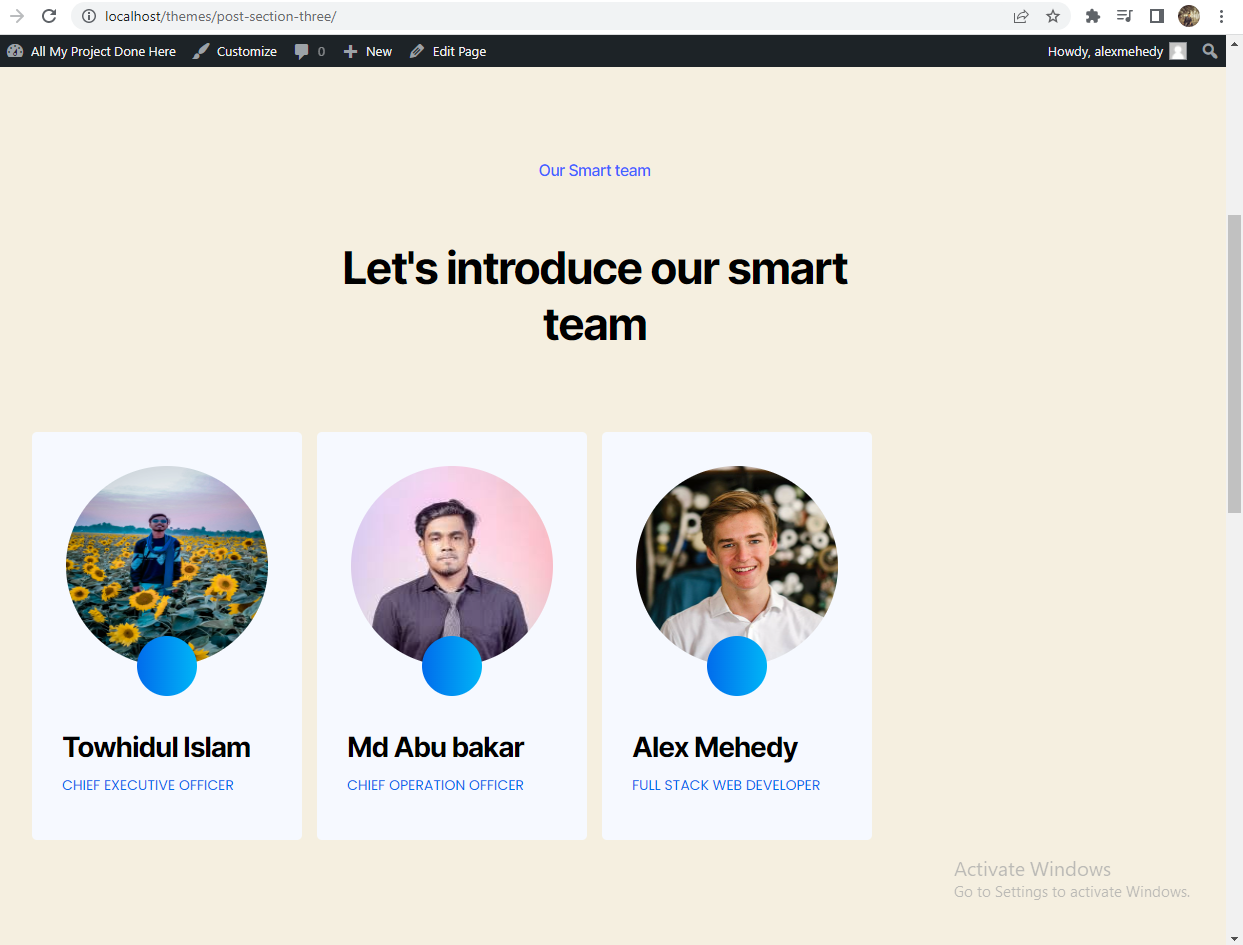 localhost/themes/post-section-three/
All My Project Done Here Customize 0 New Edit Page Howdy, alexmehedy
Our Smart team
Let's introduce our smart
team
Towhidul Islam Md Abu bakar Alex Mehedy
CHIEF EXECUTIVE OFFICER CHIEF OPERATION OFFICER FULL STACK WEB DEVELOPER
Activate Windows
Go to Settings to activate Windows.